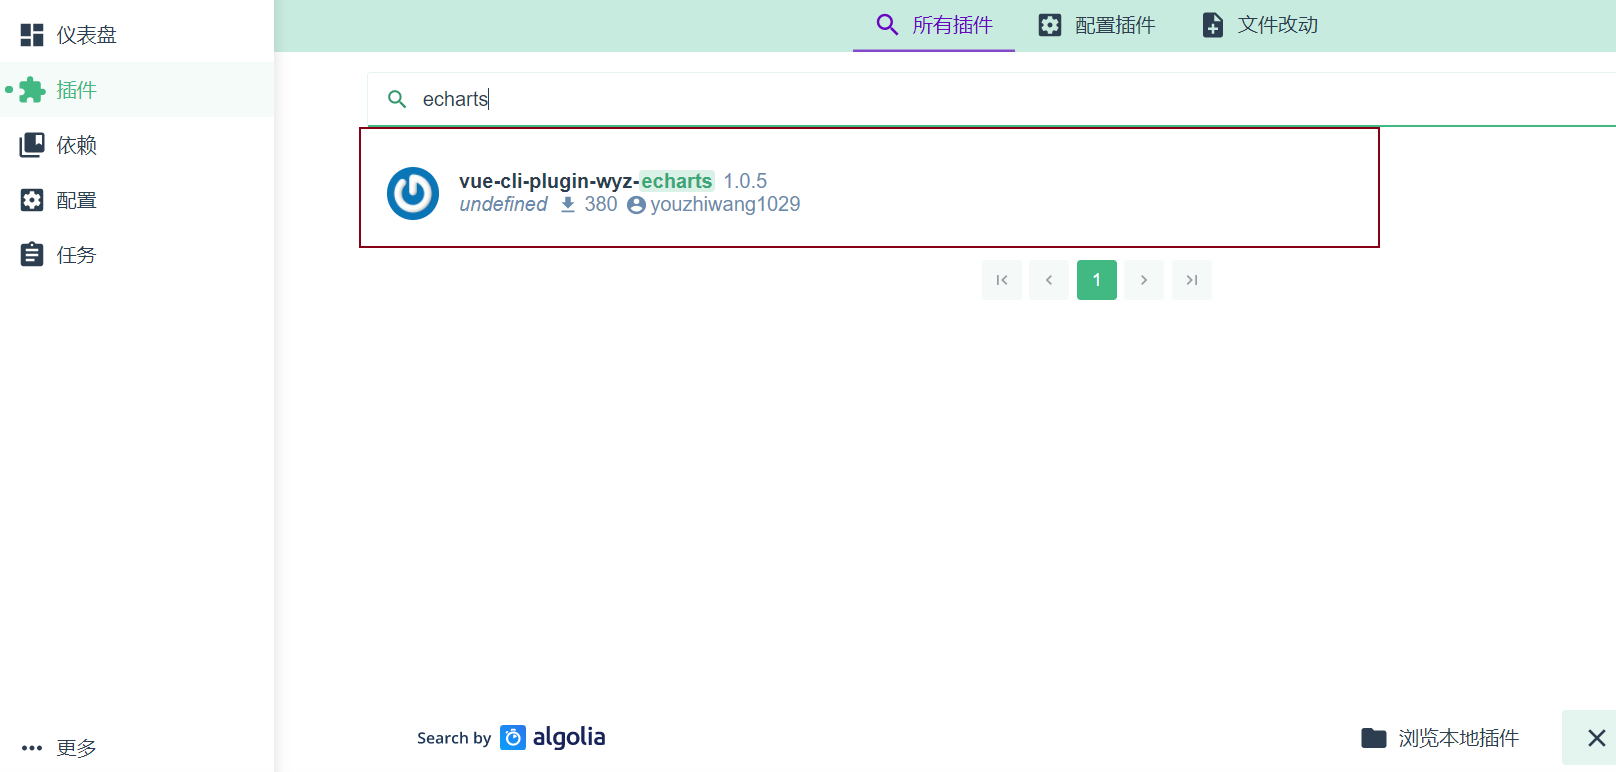 仪表盘
插件
依赖
配置
任务
更多
所有插件
配置插件
文件改动
echarts
vue-cli-plugin-wyz-echarts 1.0.5
undefined 380 youzhiwang1029
1
Search by algolia
浏览本地插件